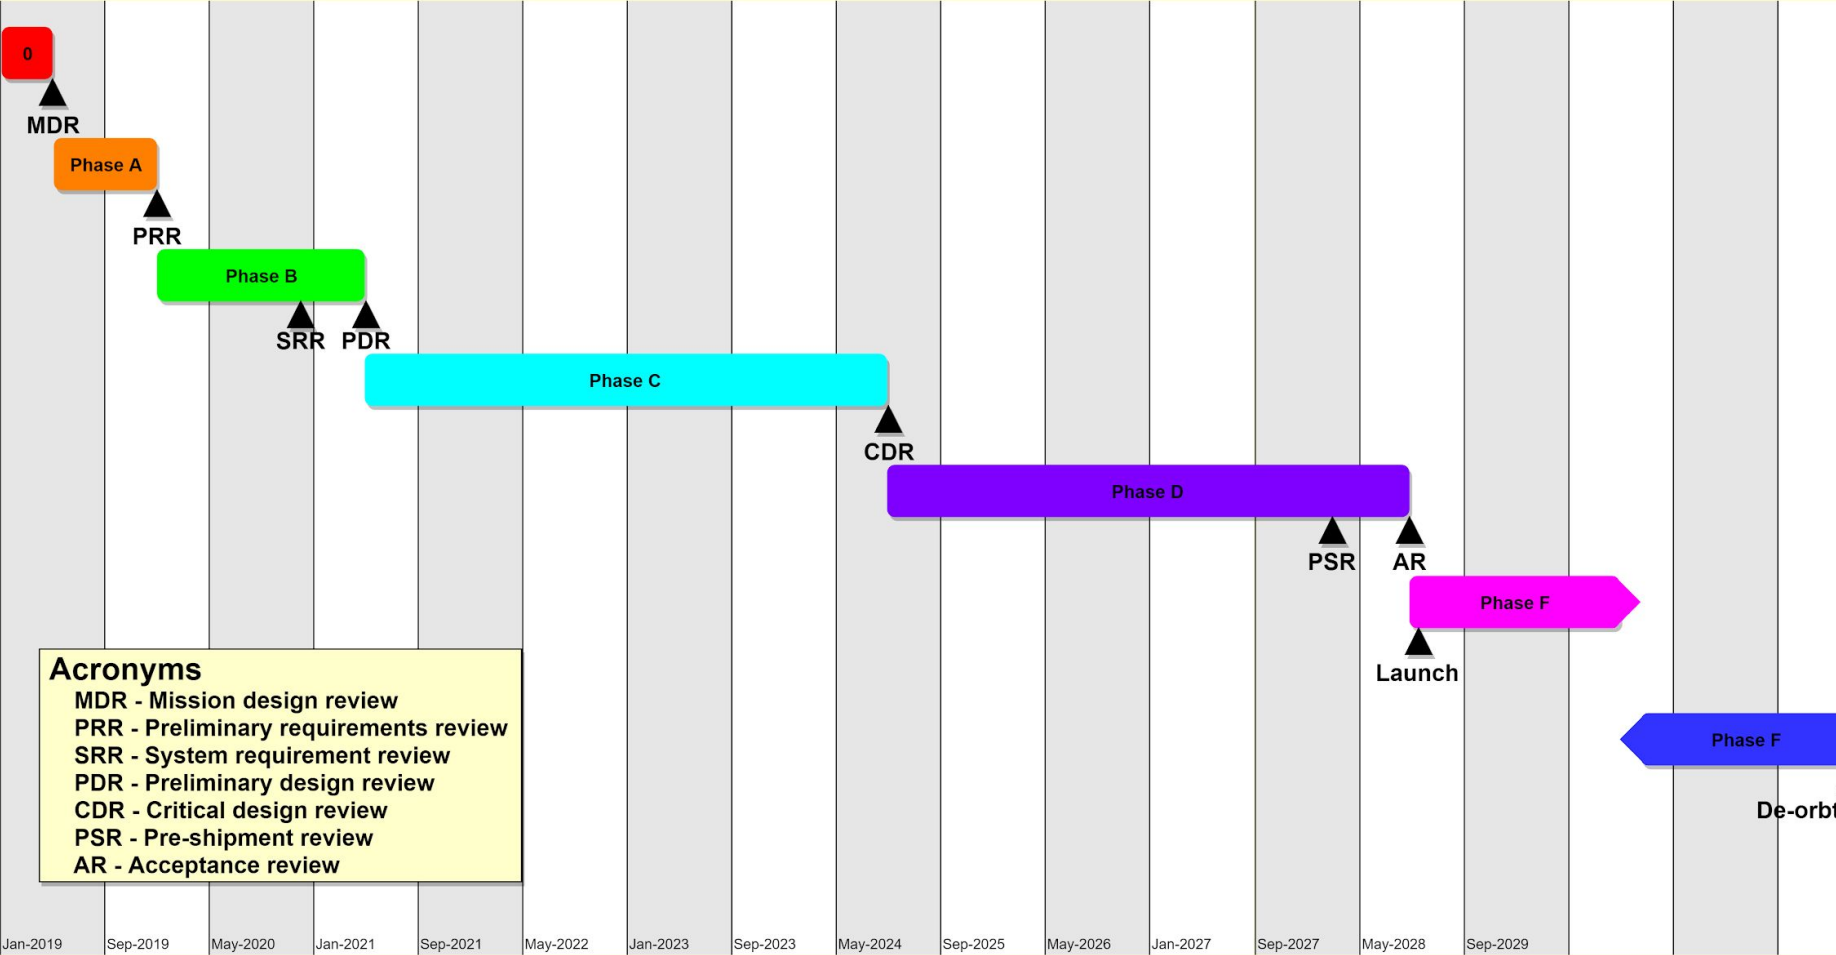 0
MDR
Phase A
PRR
Phase B
SRR PDR
Phase C
CDR
Phase D
PSR AR
Phase F
Launch
Phase F
De-orbt
Acronyms
MDR - Mission design review
PRR - Preliminary requirements review
SRR - System requirement review
PDR - Preliminary design review
CDR - Critical design review
PSR - Pre-shipment review
AR - Acceptance review
Jan-2019 Sep-2019 May-2020 Jan-2021 Sep-2021 May-2022 Jan-2023 Sep-2023 May-2024 Sep-2025 May-2026 Jan-2027 Sep-2027 May-2028 Sep-2029